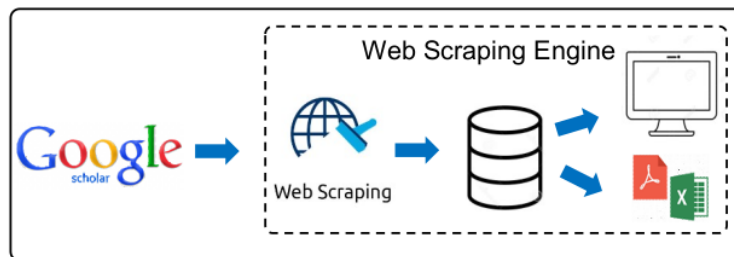 Web Scraping Engine
Google
scholar
Web Scraping
X